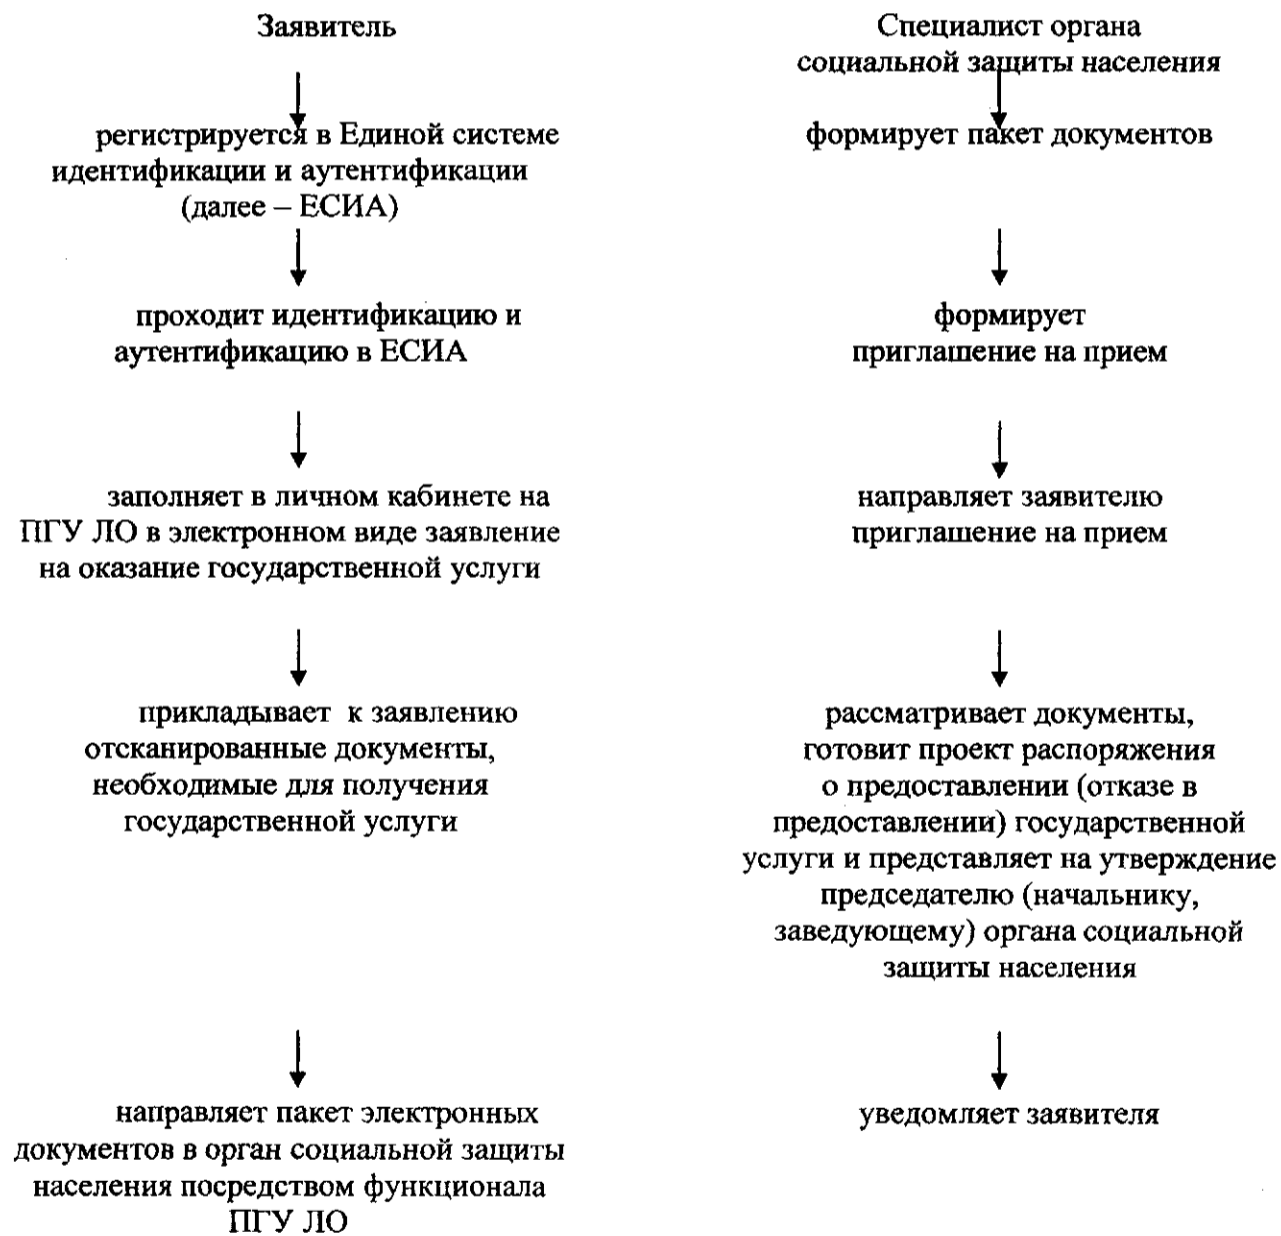 Заявитель
регистрируется в Единой системе
идентификации и аутентификации
(далее – ЕСИА)
проходит идентификацию и
аутентификацию в ЕСИА
заполняет в личном кабинете на
ПГУ ЛО в электронном виде заявление
на оказание государственной услуги
прикладывает к заявлению
отсканированные документы,
необходимые для получения
государственной услуги
направляет пакет электронных
документов в орган социальной защиты
населения посредством функционала
ПГУ ЛО
Специалист органа
социальной защиты населения
формирует пакет документов
формирует
приглашение на прием
направляет заявителю
приглашение на прием
рассматривает документы,
готовит проект распоряжения
о предоставлении (отказе в
предоставлении) государственной
услуги и представляет на утверждение
председателю (начальнику,
заведующему) органа социальной
защиты населения
уведомляет заявителя